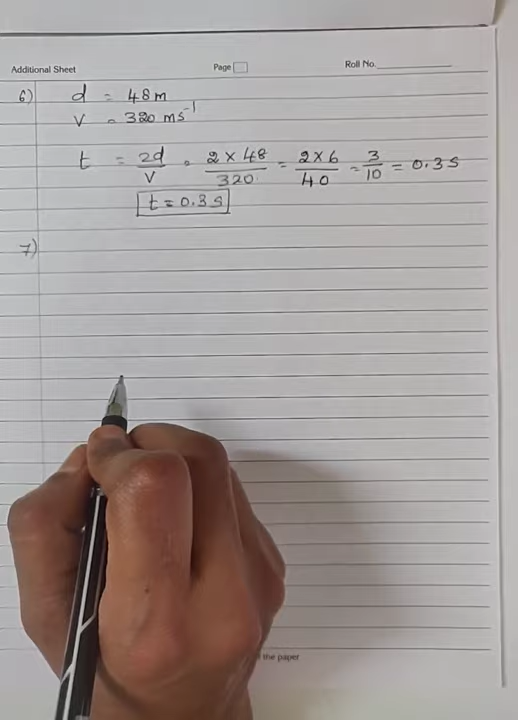 Additional Sheet Page Roll No.
6) d = 48m
v = 320 ms⁻¹
t = 2d/v = 2 × 48/320 = 2 × 6/40 = 3/10 = 0.3 s
t = 0.3 s
7)
the paper